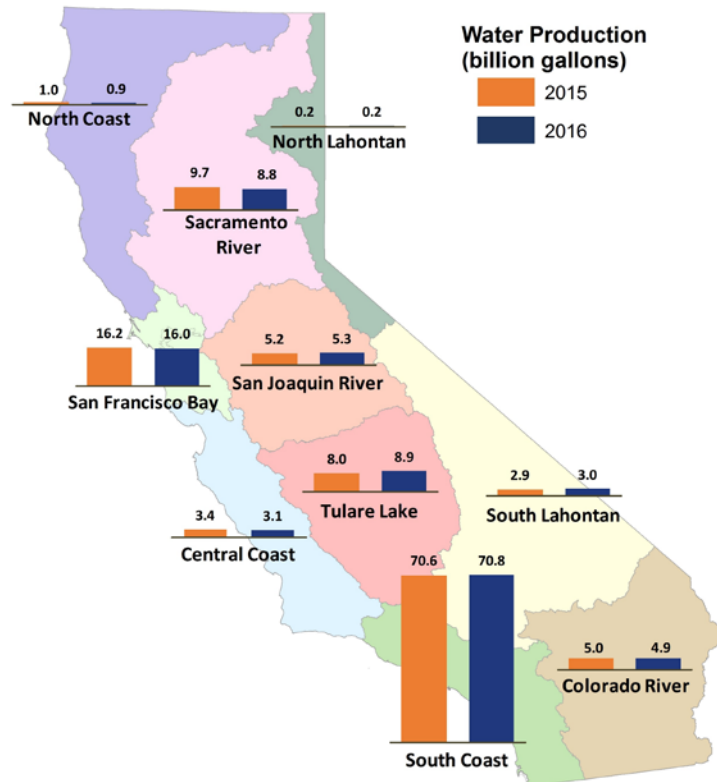 Water Production
(billion gallons)
2015
2016
1.0 0.9
North Coast
0.2 0.2
North Lahontan
9.7 8.8
Sacramento
River
16.2 16.0
San Francisco Bay
5.2 5.3
San Joaquin River
8.0 8.9
Tulare Lake
2.9 3.0
South Lahontan
3.4 3.1
Central Coast
70.6 70.8
South Coast
5.0 4.9
Colorado River